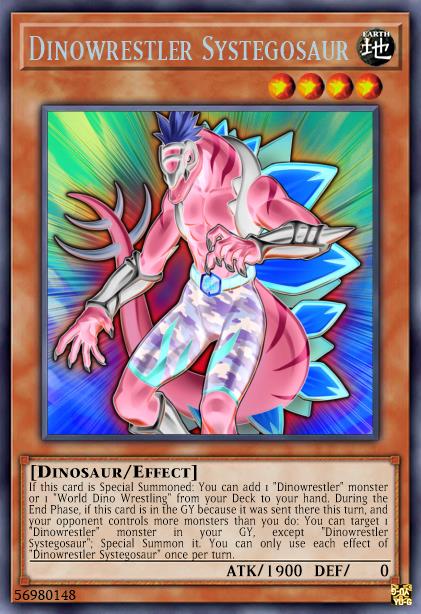 DINOWRESTLER SYSTEGOSAUR
EARTH
地
[DINOSAUR/EFFECT]
If this card is Special Summoned: You can add 1 "Dinowrestler" monster
or 1 "World Dino Wrestling" from your Deck to your hand. During the
End Phase, if this card is in the GY because it was sent there this turn, and
your opponent controls more monsters than you do: You can target 1
"Dinowrestler" monster in your GY, except "Dinowrestler
Systegosaur"; Special Summon it. You can only use each effect of
"Dinowrestler Systegosaur" once per turn.
ATK/1900 DEF/ 0
56980148